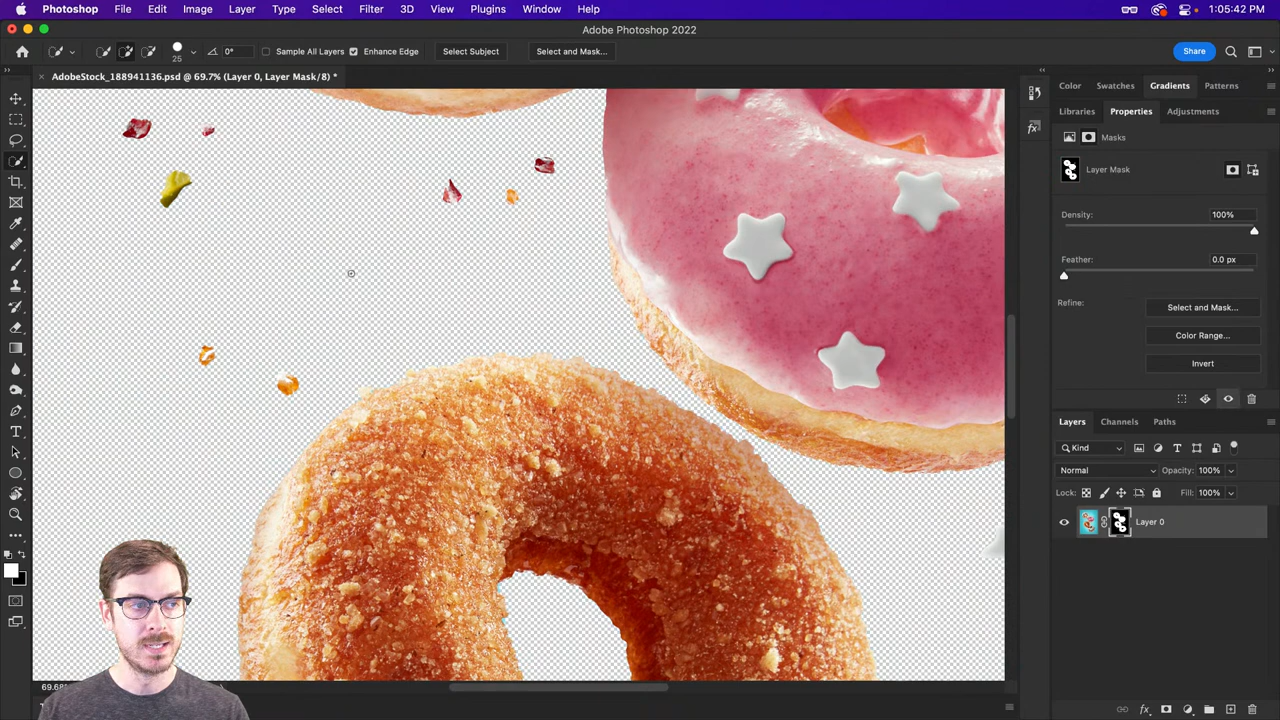 Photoshop File Edit Image Layer Type Select Filter 3D View Plugins Window Help 1:05:42 PM
Adobe Photoshop 2022
25 0° Sample All Layers Enhance Edge Select Subject Select and Mask... Share
AdobeStock_188941136.psd @ 69.7% (Layer 0, Layer Mask/8) *
Color Swatches Gradients Patterns
Libraries Properties Adjustments
Masks
Layer Mask
Density: 100%
Feather: 0.0 px
Refine: Select and Mask...
Color Range...
Invert
Layers Channels Paths
Kind
Normal Opacity: 100%
Lock: Fill: 100%
Layer 0